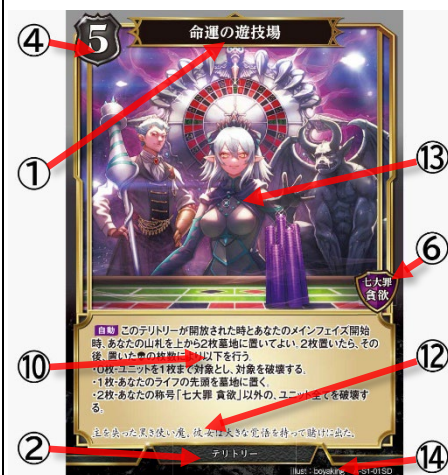 ④
5
命運の遊技場
①
⑬
⑥
七大罪
貪欲
自動 このテリトリーが開放された時とあなたのメインフェイズ開始
時、あなたの山札を上から2枚墓地に置いてよい。2枚置いたら、その
後、置いた の枚数により以下を行う。
・0枚-ユニットを1枚まで対象とし、対象を破壊する。
・1枚-あなたのライフの先頭を墓地に置く。
・2枚-あなたの称号「七大罪 貪欲」以外の、ユニット全てを破壊す
る。
⑩
⑫
主を失った黒き使い魔。彼女は大きな覚悟を持って賭けに出た。
②
テリトリー
⑭
illust : boyaking
-S1-01SD